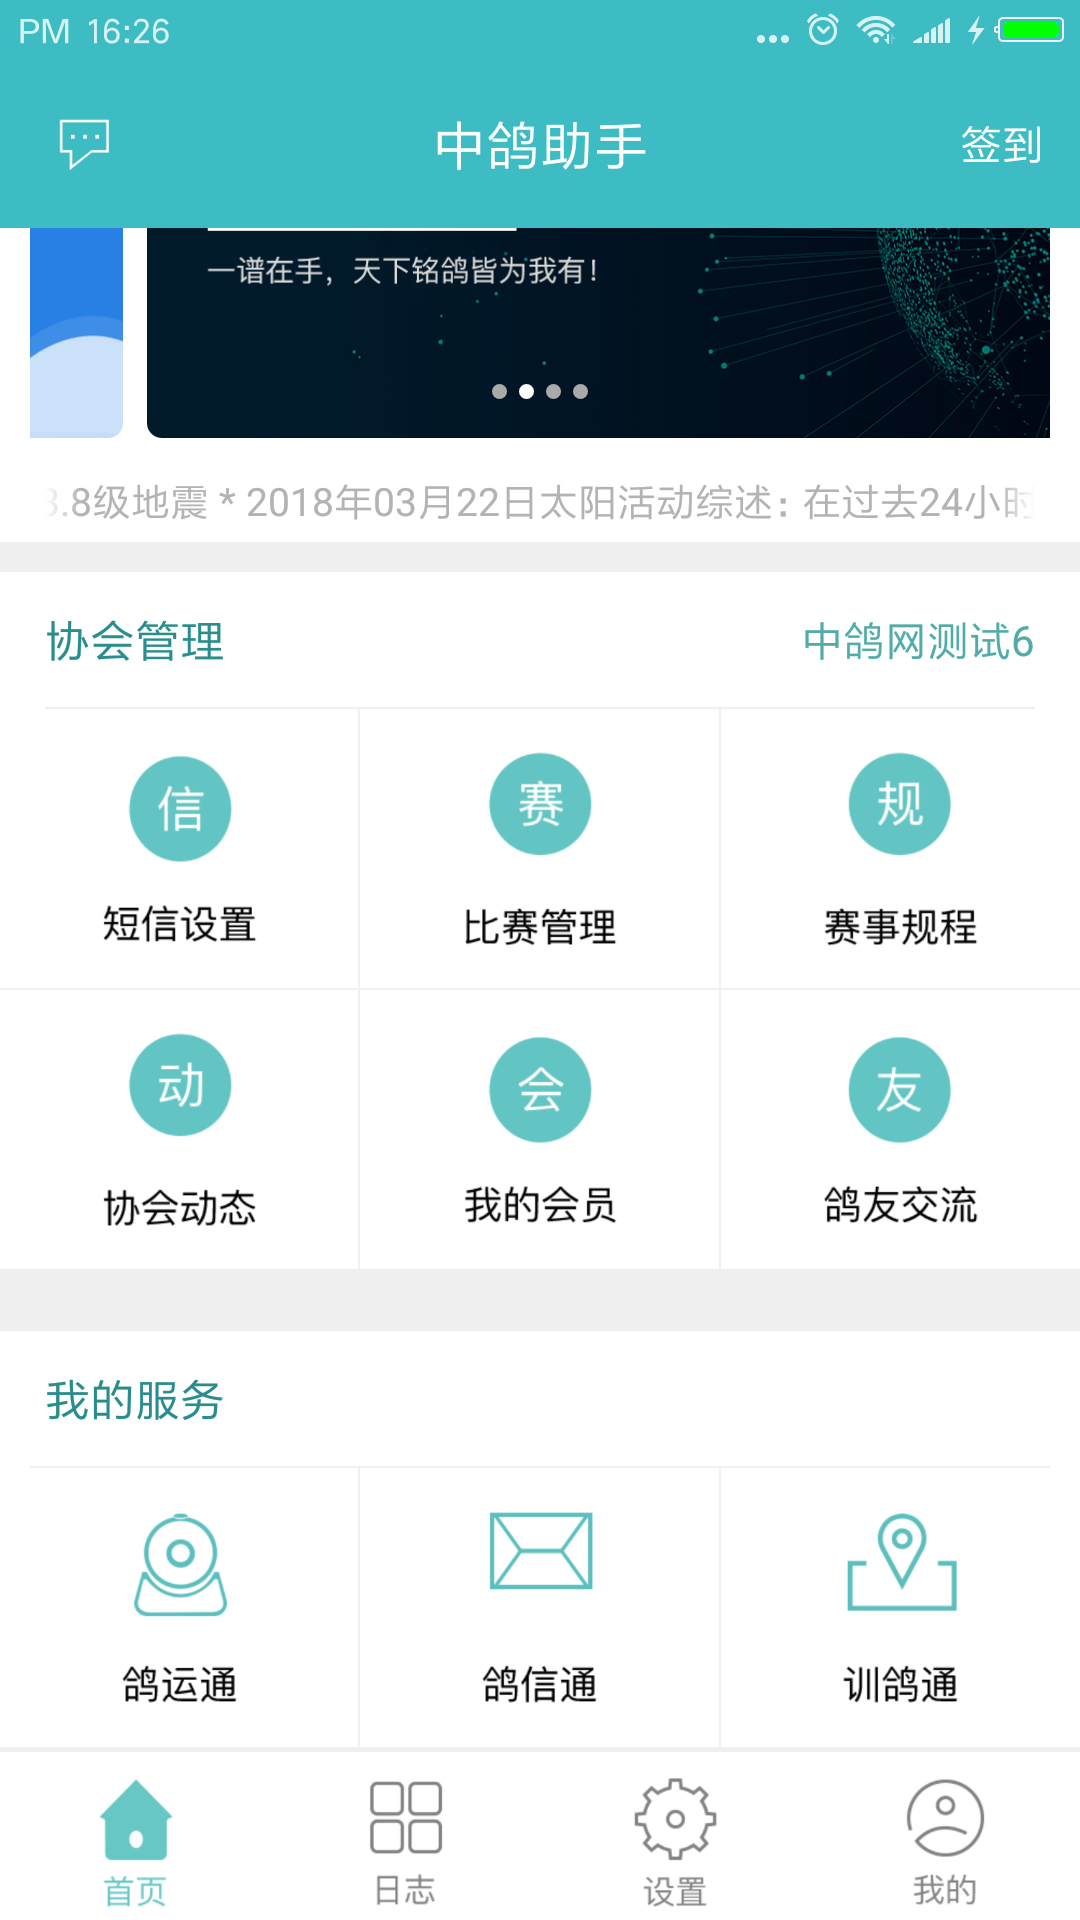 PM 16:26
中鸽助手
签到
一谱在手，天下铭鸽皆为我有！
3.8级地震 * 2018年03月22日太阳活动综述：在过去24小时
协会管理
中鸽网测试6
信
赛
规
短信设置
比赛管理
赛事规程
动
会
友
协会动态
我的会员
鸽友交流
我的服务
鸽运通
鸽信通
训鸽通
首页
日志
设置
我的